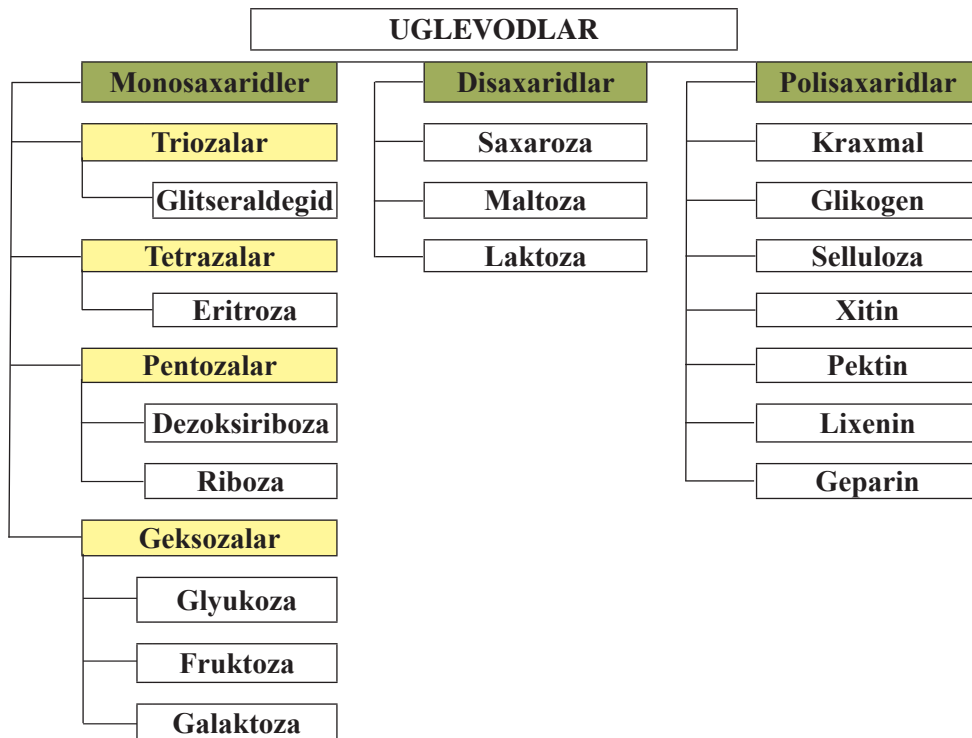 UGLEVODLAR
Monosaxaridler
Triozalar
Glitseraldegid
Tetrazalar
Eritroza
Pentozalar
Dezoksiriboza
Riboza
Geksozalar
Glyukoza
Fruktoza
Galaktoza
Disaxaridlar
Saxaroza
Maltoza
Laktoza
Polisaxaridlar
Kraxmal
Glikogen
Selluloza
Xitin
Pektin
Lixenin
Geparin